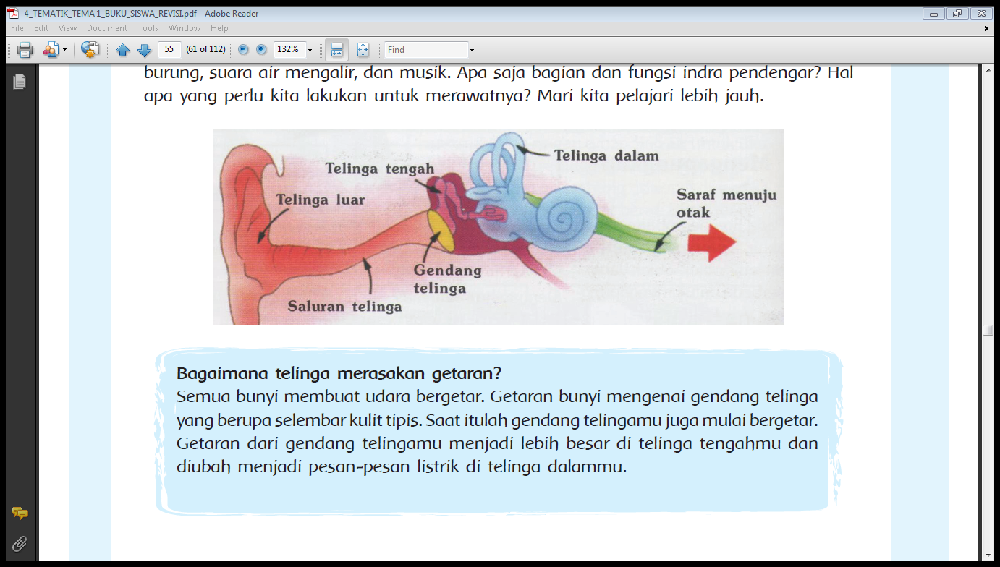 4_TEMATIK_TEMA 1_BUKU_SISWA_REVISI.pdf - Adobe Reader
File Edit View Document Tools Window Help
55 (61 of 112) 132% Find
burung, suara air mengalir, dan musik. Apa saja bagian dan fungsi indra pendengar? Hal
apa yang perlu kita lakukan untuk merawatnya? Mari kita pelajari lebih jauh.
Telinga dalam
Telinga tengah
Telinga luar
Saraf menuju
otak
Gendang
telinga
Saluran telinga
Bagaimana telinga merasakan getaran?
Semua bunyi membuat udara bergetar. Getaran bunyi mengenai gendang telinga
yang berupa selembar kulit tipis. Saat itulah gendang telingamu juga mulai bergetar.
Getaran dari gendang telingamu menjadi lebih besar di telinga tengahmu dan
diubah menjadi pesan-pesan listrik di telinga dalammu.